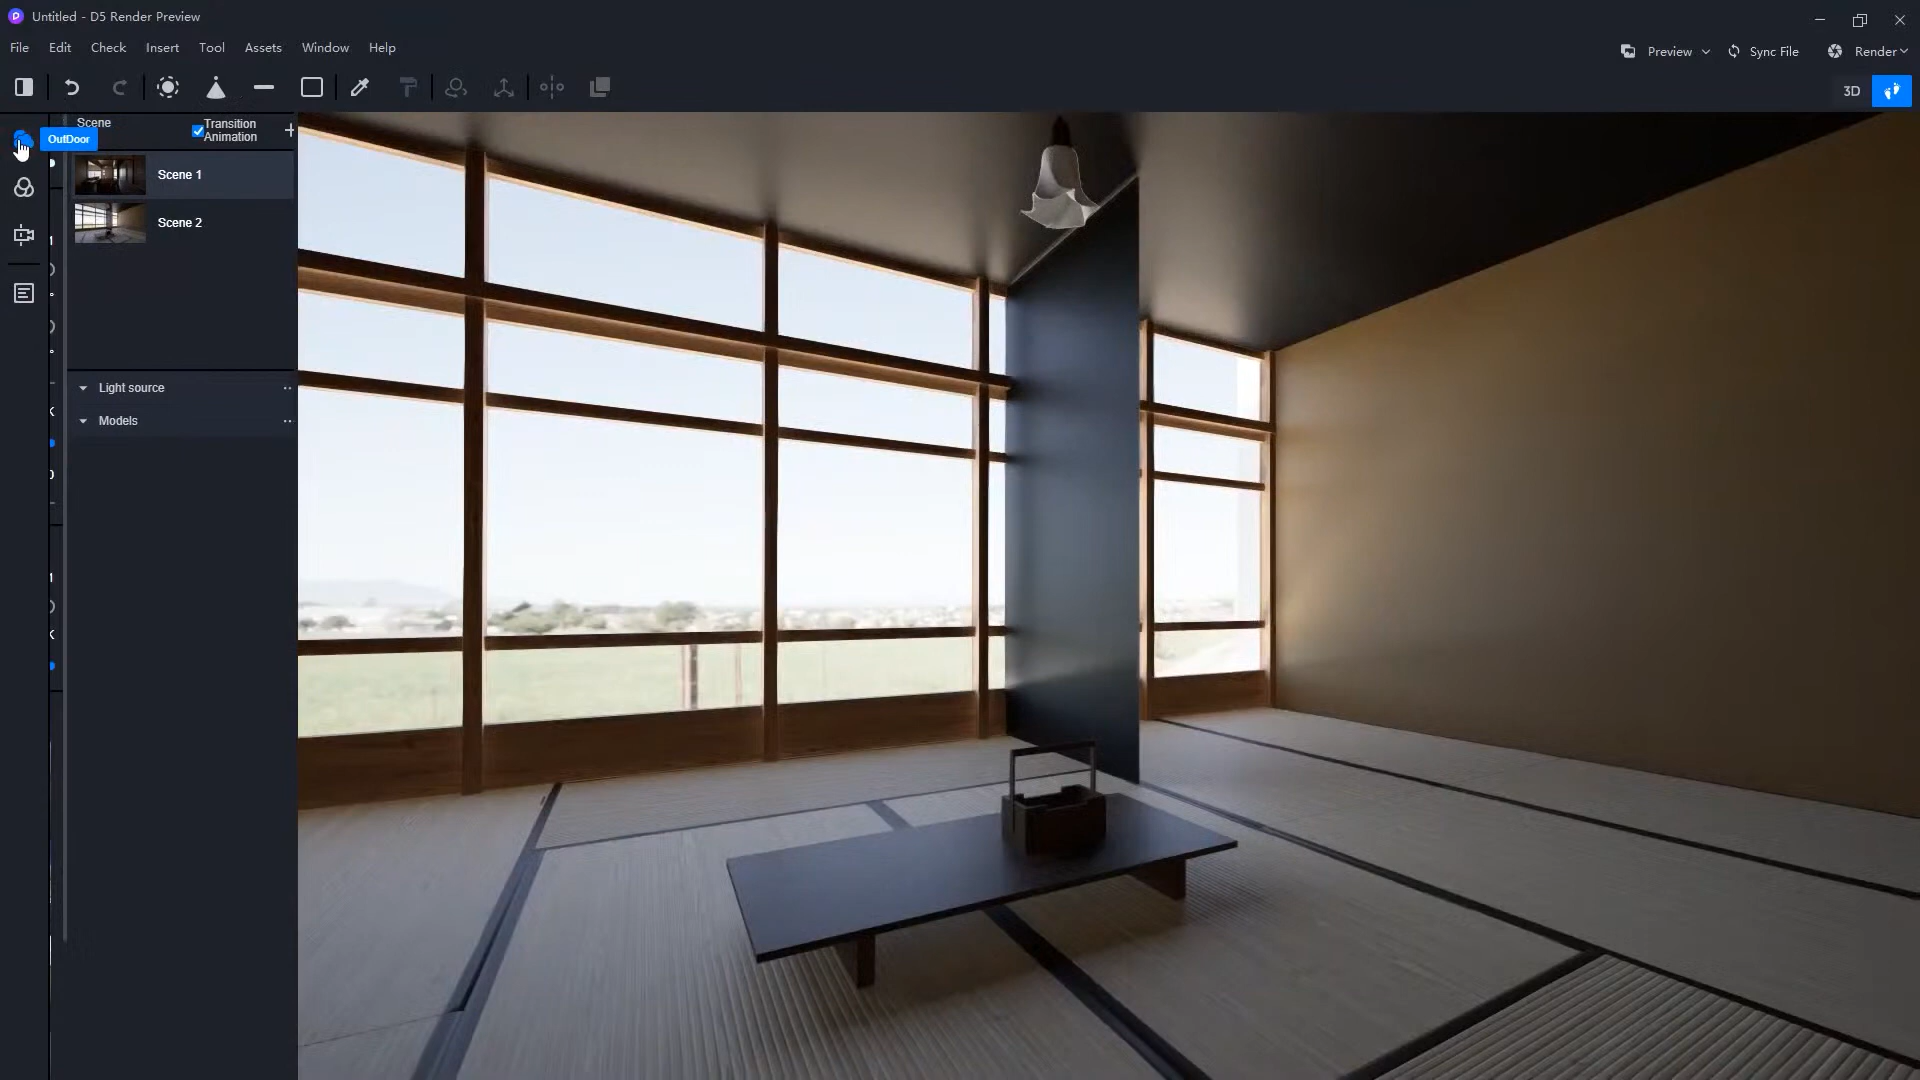 Untitled - D5 Render Preview
File Edit Check Insert Tool Assets Window Help
Preview Sync File Render
3D
Scene
Transition
Animation
OutDoor
Scene 1
Scene 2
Light source
Models